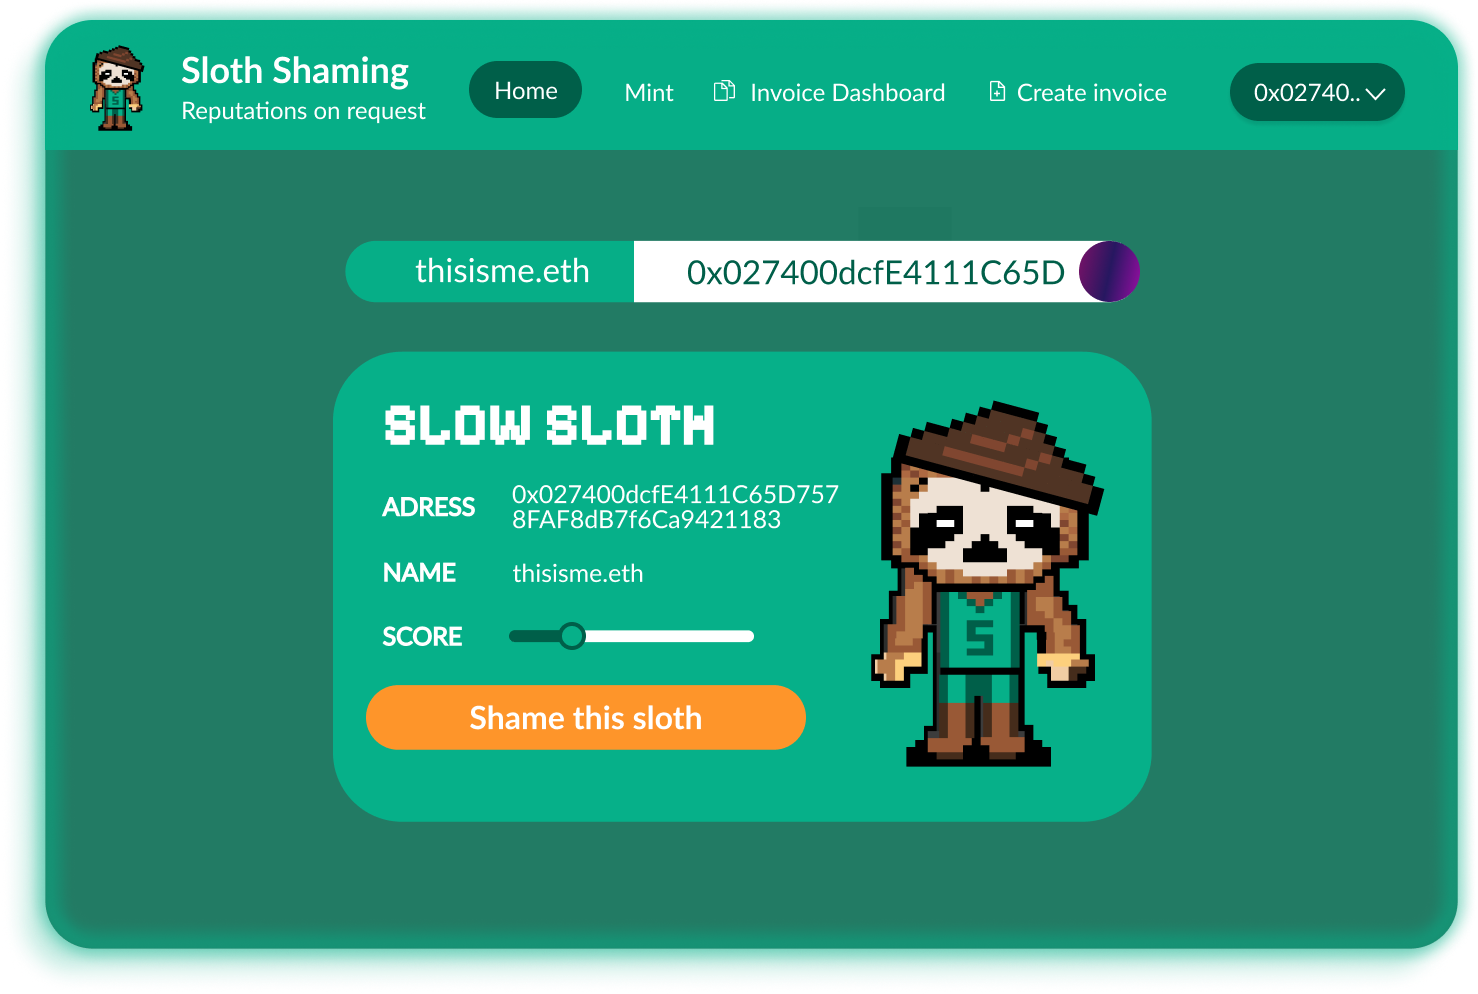 Sloth Shaming
Reputations on request
Home
Mint
Invoice Dashboard
Create invoice
0x02740..
thisisme.eth
0x027400dcfE4111C65D
SLOW SLOTH
ADRESS
0x027400dcfE4111C65D757
8FAF8dB7f6Ca9421183
NAME
thisisme.eth
SCORE
Shame this sloth
S
S